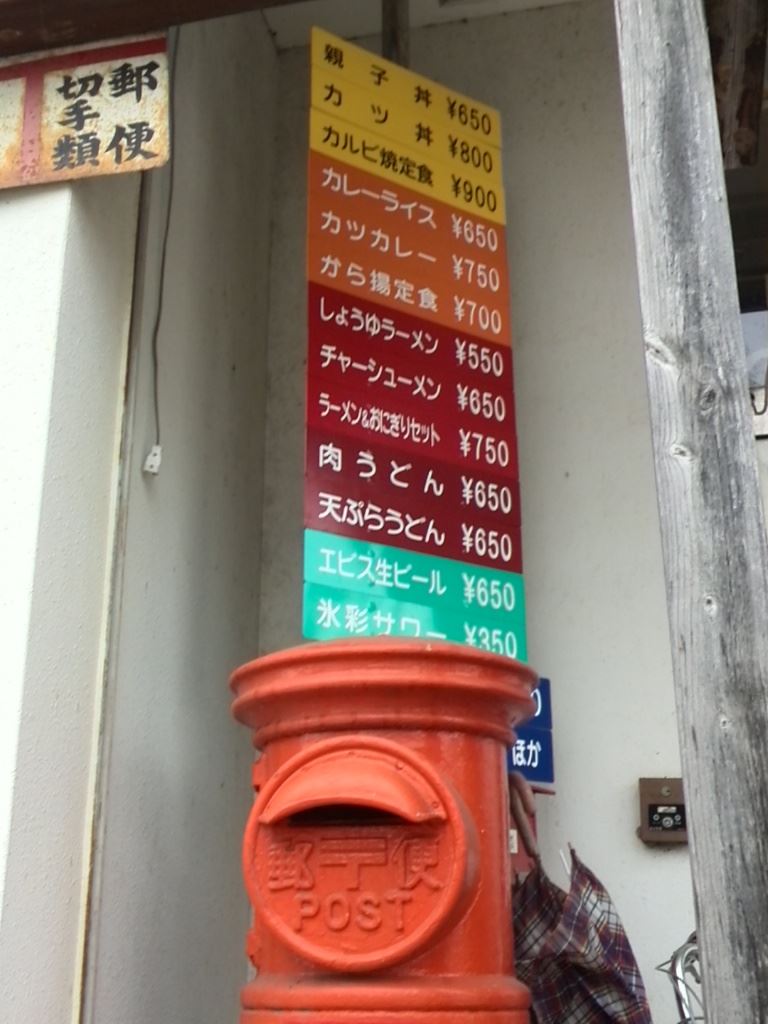 郵便
切手類
親子丼 ¥650
カツ丼 ¥800
カルビ焼定食 ¥900
カレーライス ¥650
カツカレー ¥750
から揚定食 ¥700
しょうゆラーメン ¥550
チャーシューメン ¥650
ラーメン&おにぎりセット ¥750
肉うどん ¥650
天ぷらうどん ¥650
エビス生ビール ¥650
氷彩サワー ¥350
0
ほか
郵〒便
POST